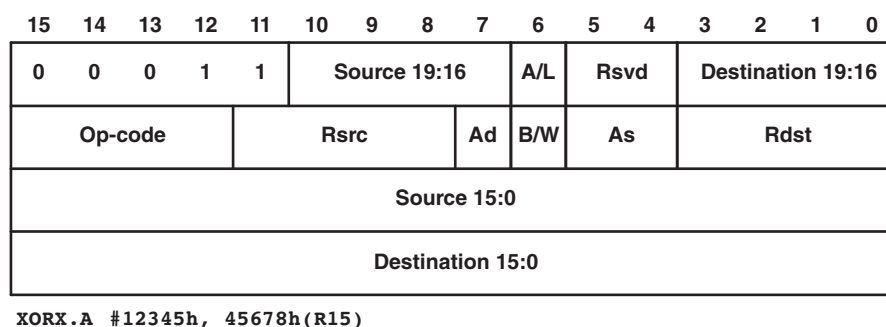 15 14 13 12 11 10 9 8 7 6 5 4 3 2 1 0
0 0 0 1 1 Source 19:16 A/L Rsvd Destination 19:16
Op-code Rsrc Ad B/W As Rdst
Source 15:0
Destination 15:0
XORX.A #12345h, 45678h(R15)